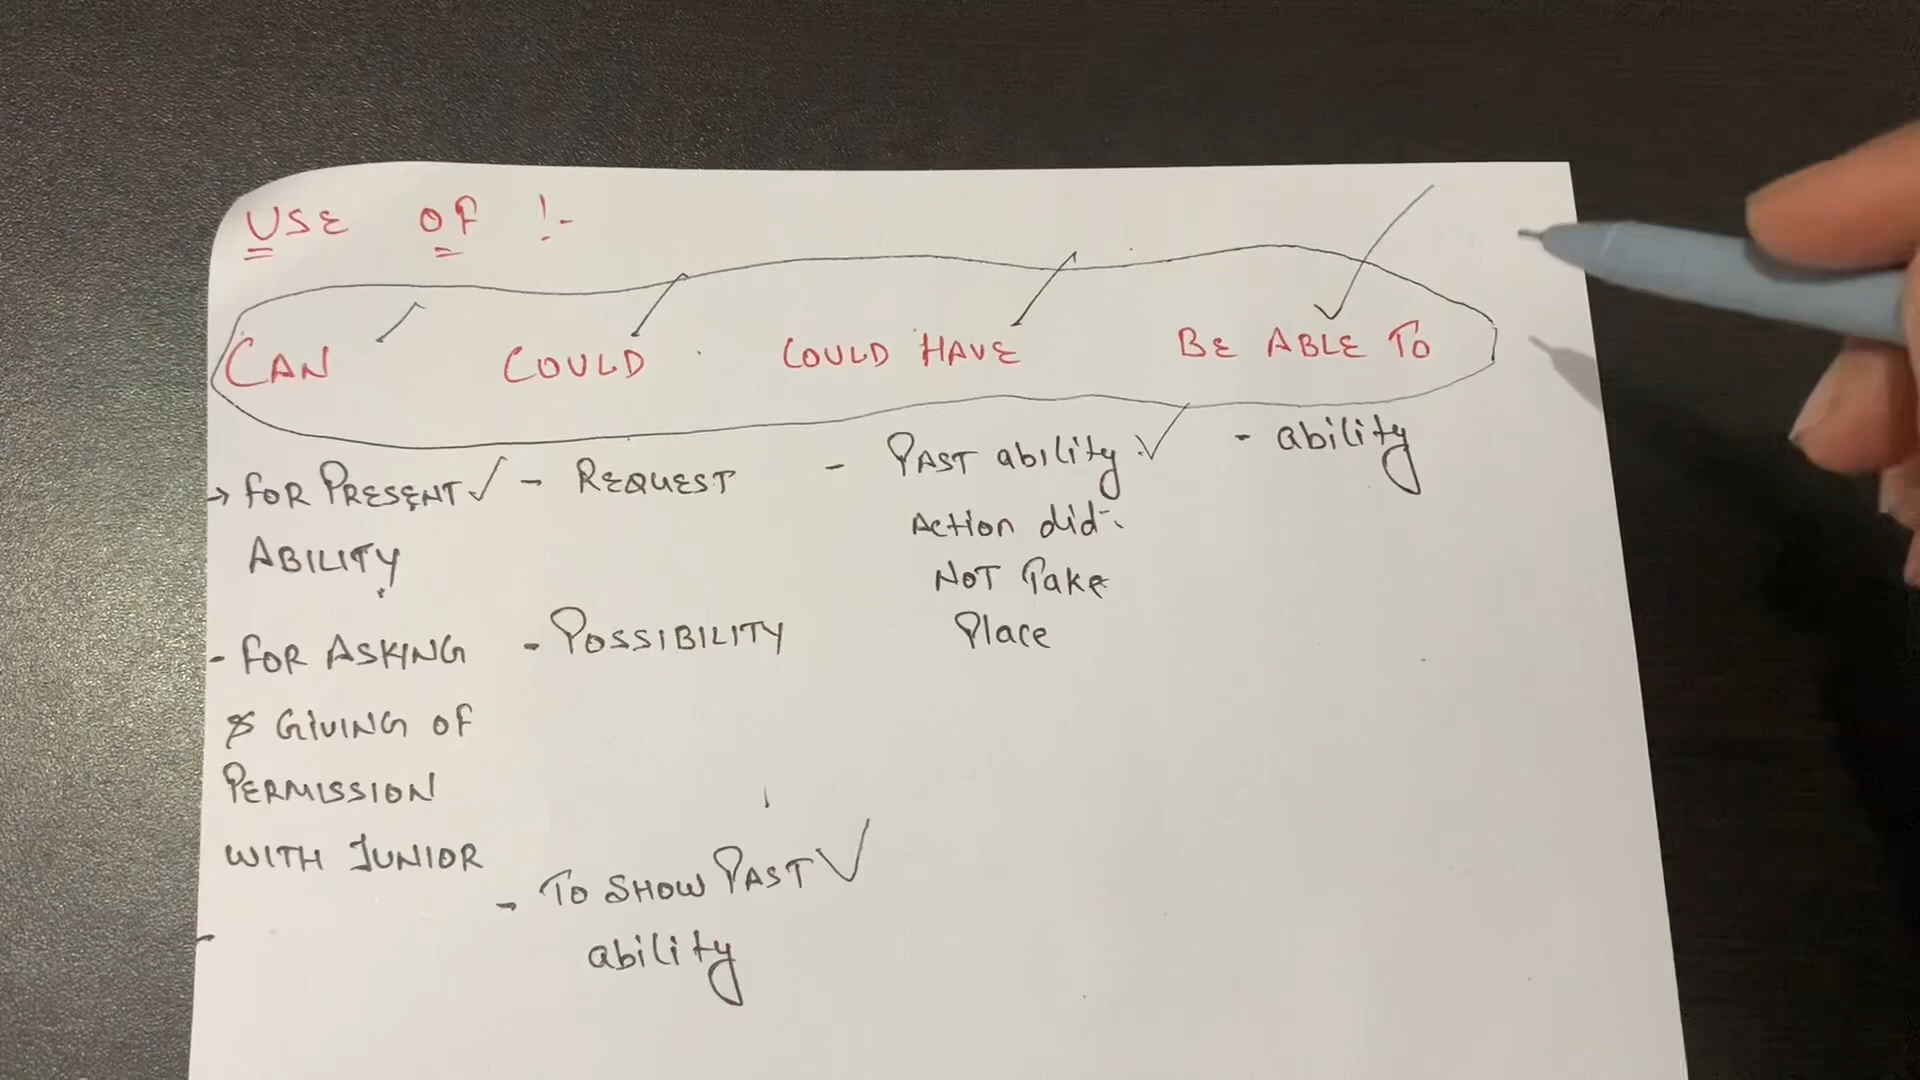 USE OF :-
CAN COULD COULD HAVE BE ABLE TO
→ FOR PRESENT ✓
ABILITY
- FOR ASKING
& GIVING OF
PERMISSION
WITH JUNIOR
-
- REQUEST
- POSSIBILITY
- TO SHOW PAST ✓
ability
- PAST ability ✓
Action did
NOT Take
Place
- ability